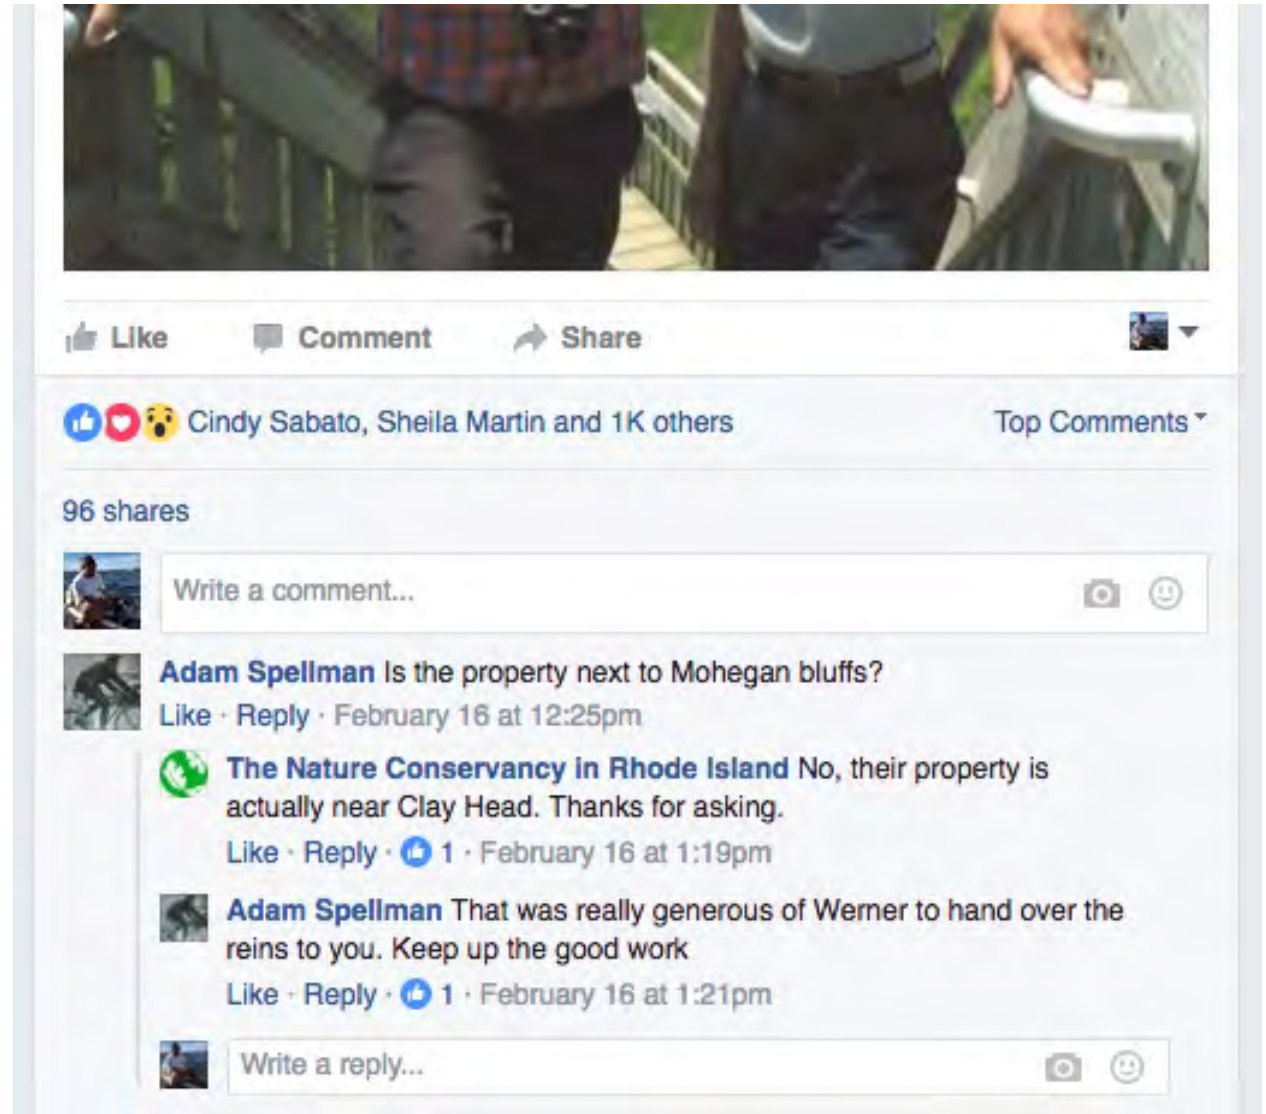 Like Comment Share
Cindy Sabato, Sheila Martin and 1K others Top Comments
96 shares
Write a comment...
Adam Spellman Is the property next to Mohegan bluffs?
Like · Reply · February 16 at 12:25pm
The Nature Conservancy in Rhode Island No, their property is
actually near Clay Head. Thanks for asking.
Like · Reply · 1 · February 16 at 1:19pm
Adam Spellman That was really generous of Werner to hand over the
reins to you. Keep up the good work
Like · Reply · 1 · February 16 at 1:21pm
Write a reply...